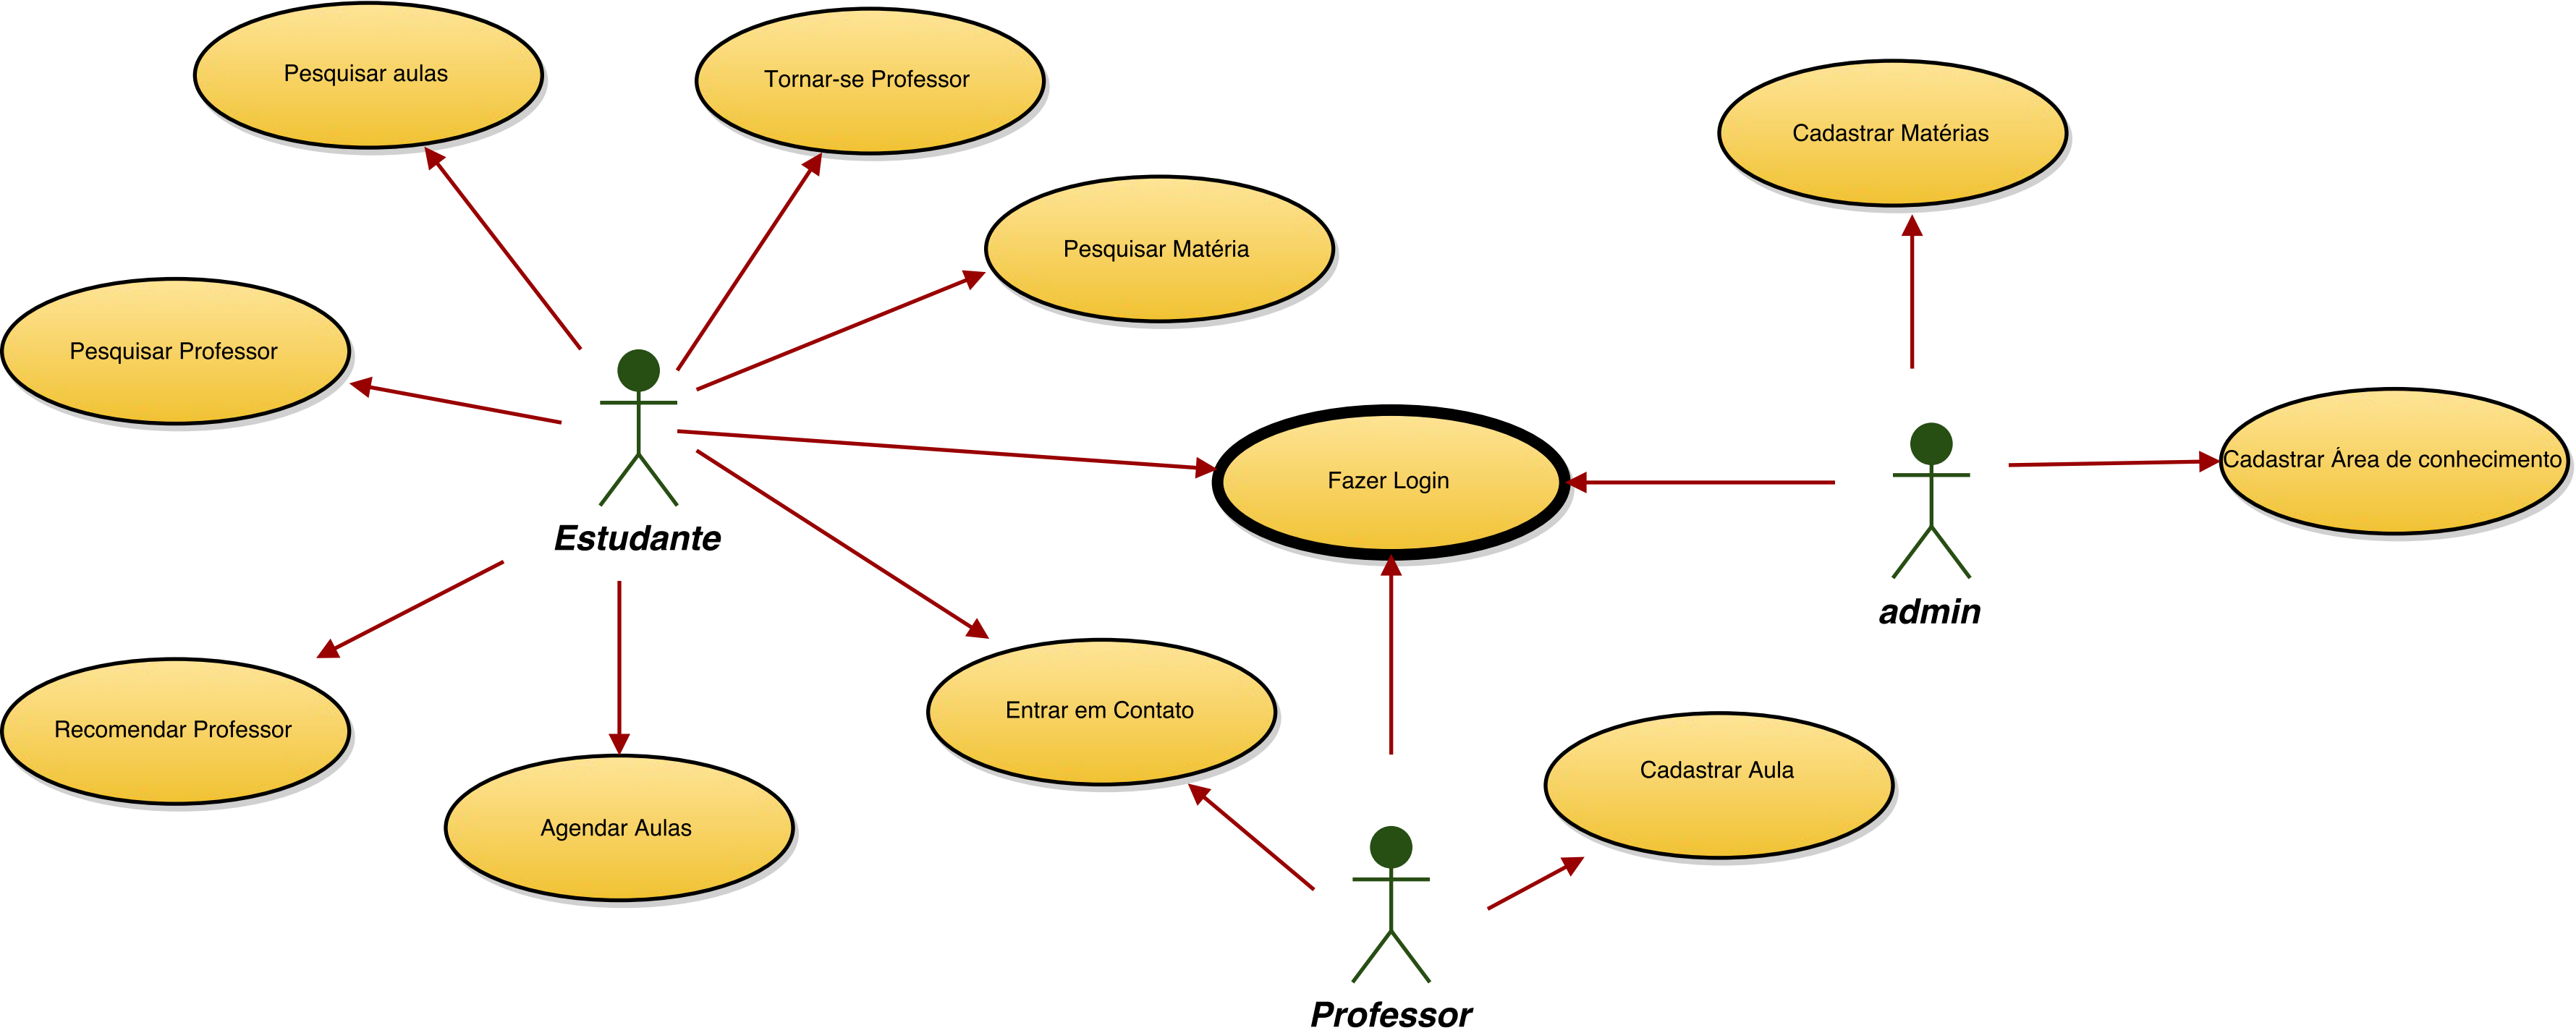 Pesquisar aulas
Tornar-se Professor
Cadastrar Matérias
Pesquisar Matéria
Pesquisar Professor
Fazer Login
Cadastrar Área de conhecimento
Estudante
admin
Recomendar Professor
Entrar em Contato
Cadastrar Aula
Agendar Aulas
Professor